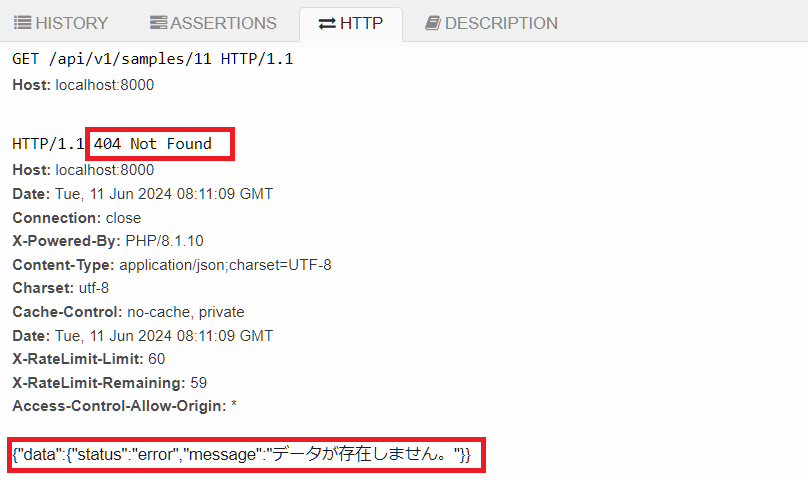 HISTORY ASSERTIONS HTTP DESCRIPTION
GET /api/v1/samples/11 HTTP/1.1
Host: localhost:8000
HTTP/1.1 404 Not Found
Host: localhost:8000
Date: Tue, 11 Jun 2024 08:11:09 GMT
Connection: close
X-Powered-By: PHP/8.1.10
Content-Type: application/json;charset=UTF-8
Charset: utf-8
Cache-Control: no-cache, private
Date: Tue, 11 Jun 2024 08:11:09 GMT
X-RateLimit-Limit: 60
X-RateLimit-Remaining: 59
Access-Control-Allow-Origin: *
{"data":{"status":"error","message":"データが存在しません。"}}